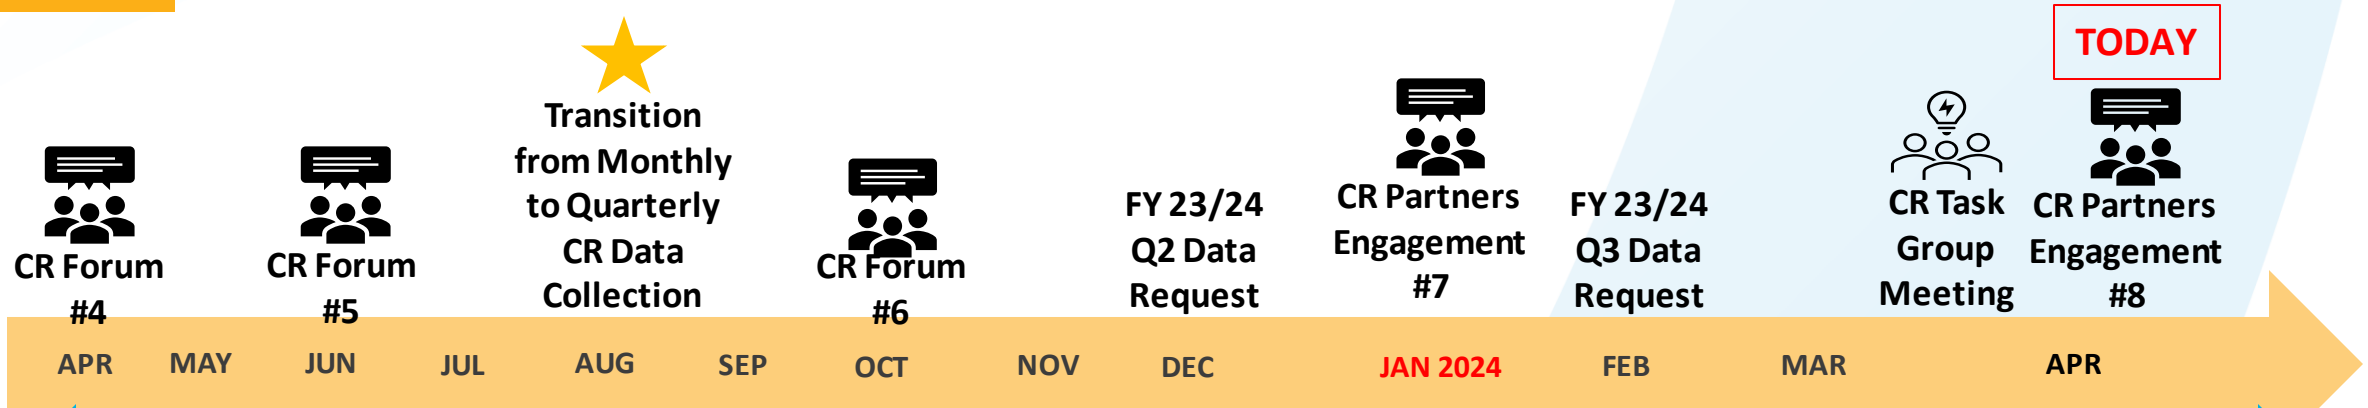 TODAY
CR Forum
#4
CR Forum
#5
Transition
from Monthly
to Quarterly
CR Data
Collection
CR Forum
#6
FY 23/24
Q2 Data
Request
CR Partners
Engagement
#7
FY 23/24
Q3 Data
Request
CR Task
Group
Meeting
CR Partners
Engagement
#8
APR
MAY
JUN
JUL
AUG
SEP
OCT
NOV
DEC
JAN 2024
FEB
MAR
APR